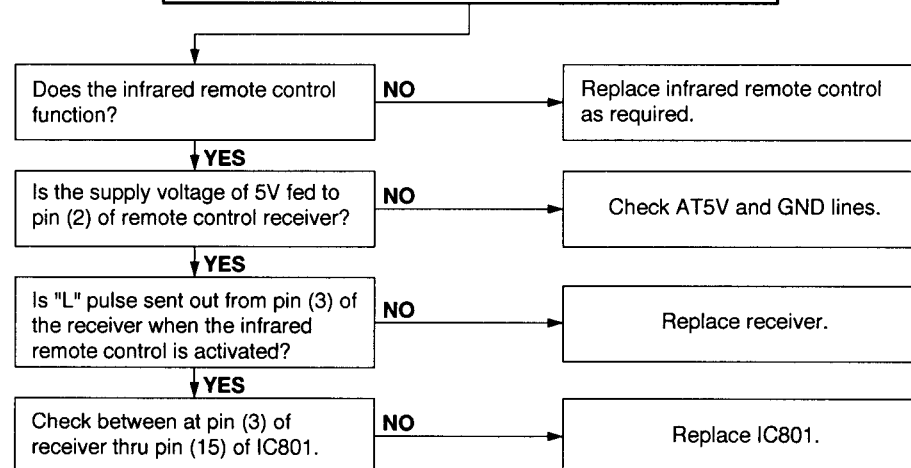 Does the infrared remote control
function?
NO
Replace infrared remote control
as required.
YES
Is the supply voltage of 5V fed to
pin (2) of remote control receiver?
NO
Check AT5V and GND lines.
YES
Is "L" pulse sent out from pin (3) of
the receiver when the infrared
remote control is activated?
NO
Replace receiver.
YES
Check between at pin (3) of
receiver thru pin (15) of IC801.
NO
Replace IC801.